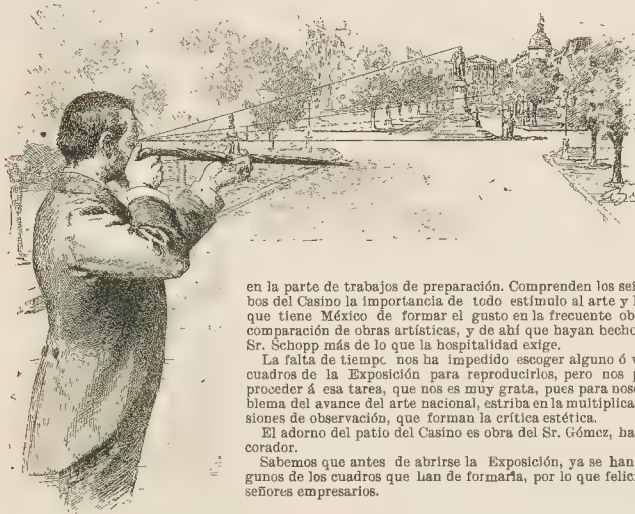 en la parte de trabajos de preparación. Comprenden los señ
bos del Casino la importancia de todo estímulo al arte y l
que tiene México de formar el gusto en la frecuente ob
comparación de obras artísticas, y de ahí que hayan hecho
Sr. Schopp más de lo que la hospitalidad exige.
La falta de tiempo nos ha impedido escoger alguno ó v
cuadros de la Exposición para reproducirlos, pero nos p
proceder á esa tarea, que nos es muy grata, pues para noso
blema del avance del arte nacional, estriba en la multiplica
siones de observación, que forman la crítica estética.
El adorno del patio del Casino es obra del Sr. Gómez, ha
corador.
Sabemos que antes de abrirse la Exposición, ya se han
gunos de los cuadros que han de formarla, por lo que felici
señores empresarios.